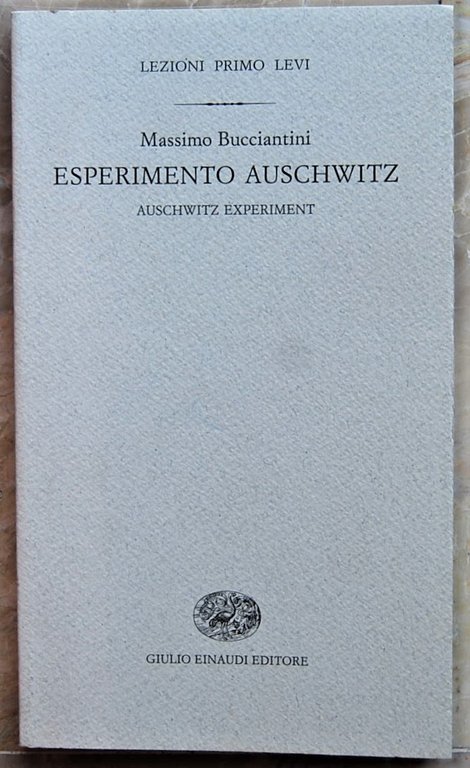 LEZIONI PRIMO LEVI
Massimo Bucciantini
ESPERIMENTO AUSCHWITZ
AUSCHWITZ EXPERIMENT
GIULIO EINAUDI EDITORE